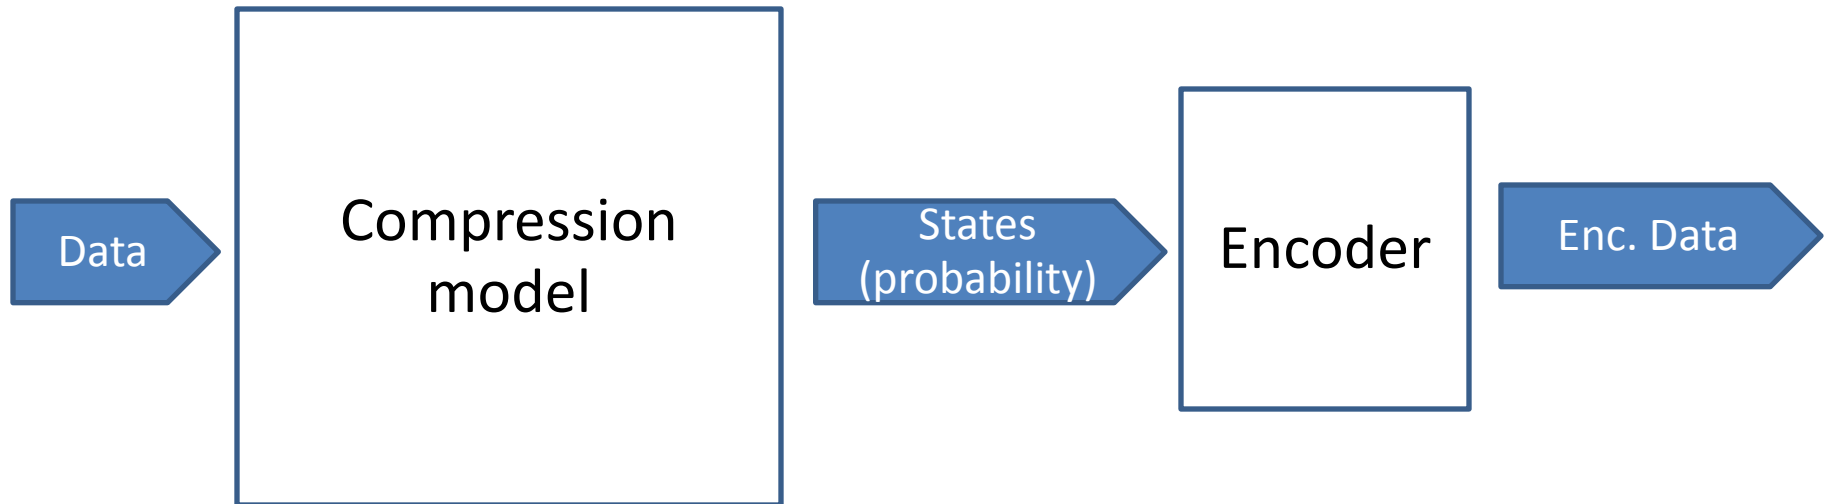 Data
Compression
model
States
(probability)
Encoder
Enc. Data